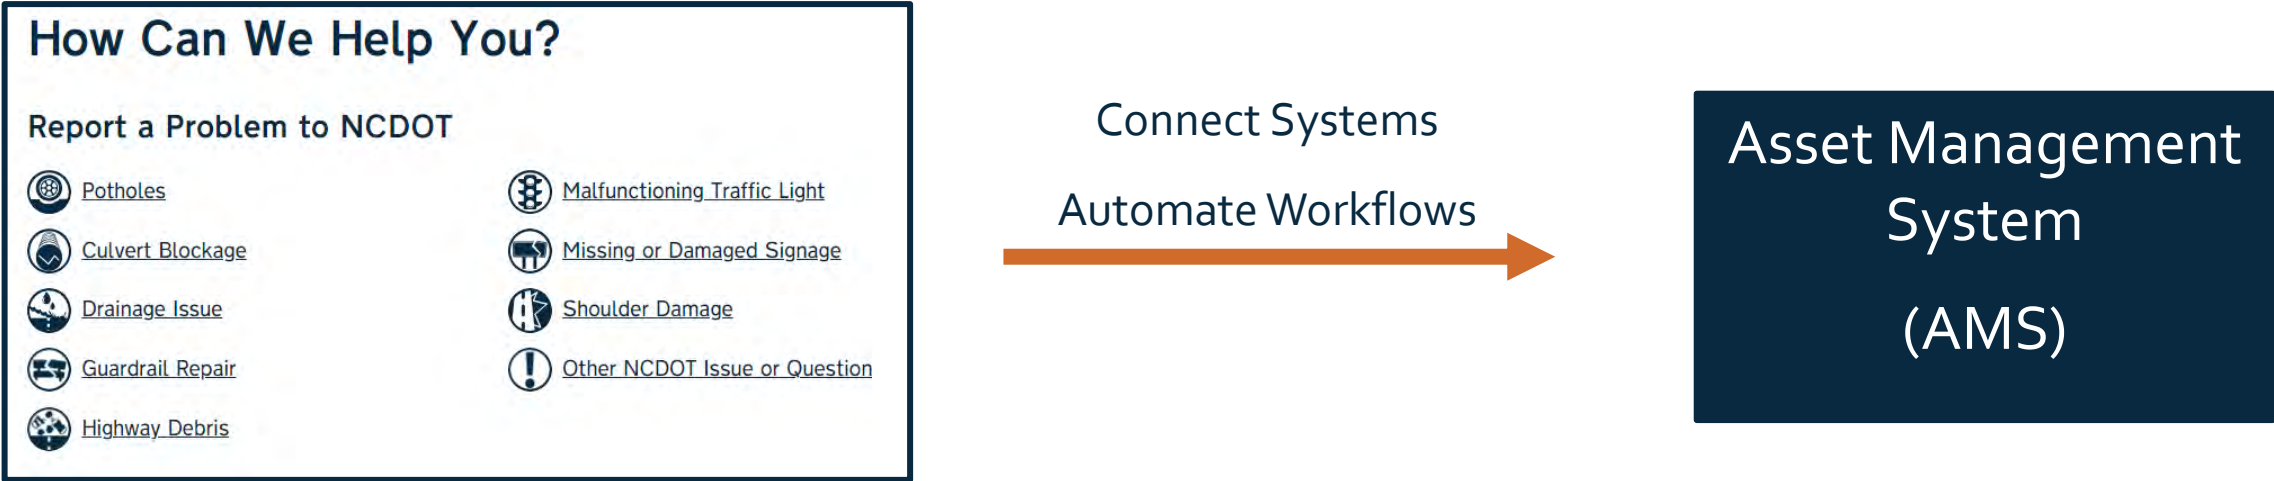 How Can We Help You?
Report a Problem to NCDOT
Potholes
Culvert Blockage
Drainage Issue
Guardrail Repair
Highway Debris
Malfunctioning Traffic Light
Missing or Damaged Signage
Shoulder Damage
Other NCDOT Issue or Question
Connect Systems
Automate Workflows
Asset Management
System
(AMS)